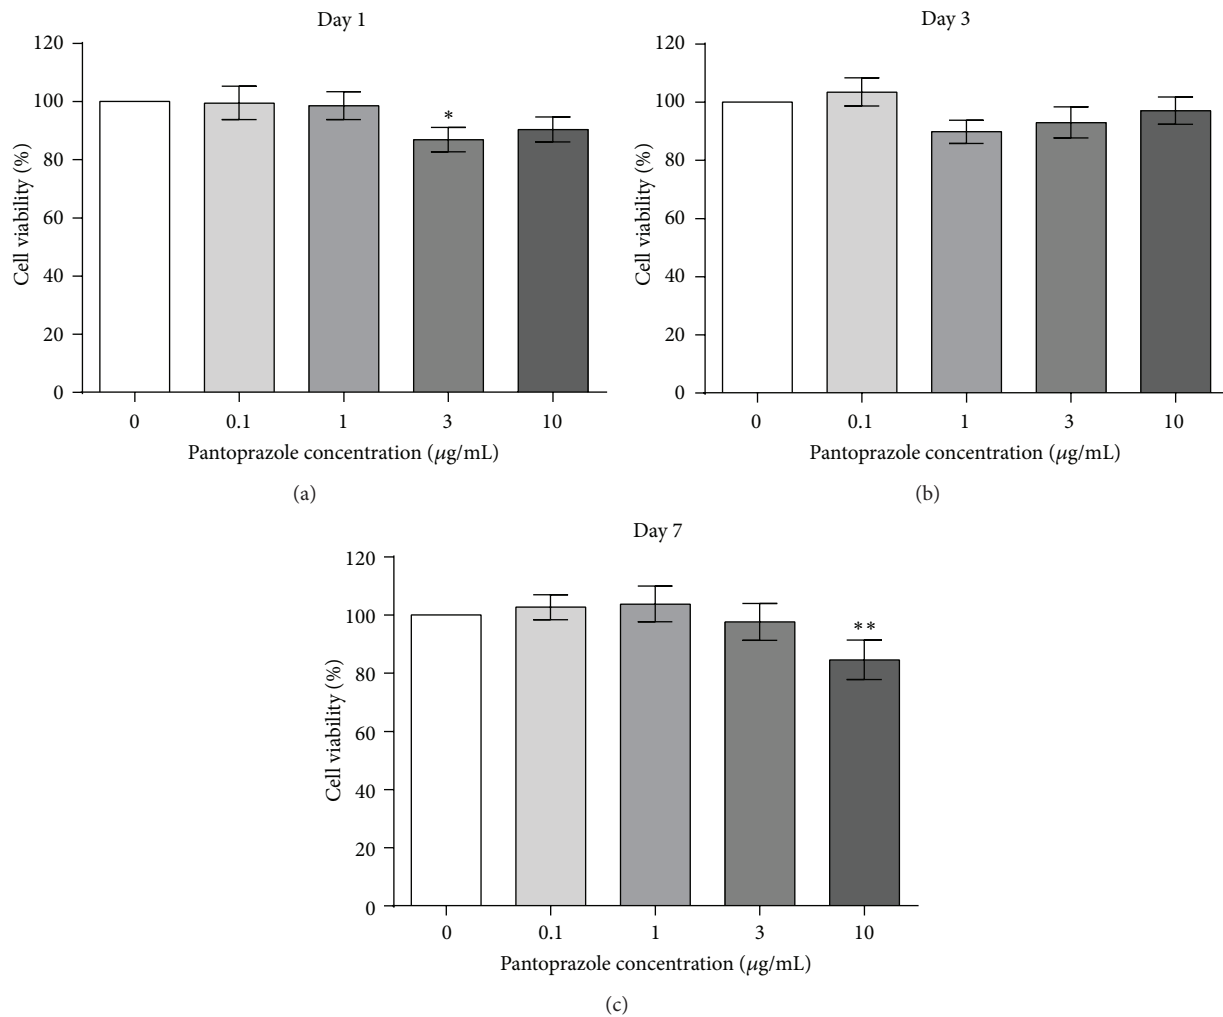 Day 1
Cell viability (%)
120
100
80
60
40
20
0
*
0 0.1 1 3 10
Pantoprazole concentration (μg/mL)
(a)
Day 3
Cell viability (%)
120
100
80
60
40
20
0
0 0.1 1 3 10
Pantoprazole concentration (μg/mL)
(b)
Day 7
Cell viability (%)
120
100
80
60
40
20
0
**
0 0.1 1 3 10
Pantoprazole concentration (μg/mL)
(c)